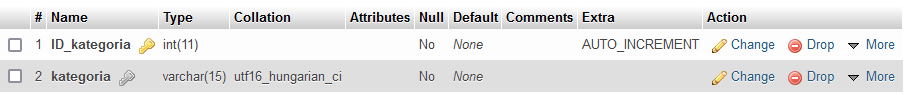 # Name Type Collation Attributes Null Default Comments Extra Action
1 ID_kategoria int(11) No None AUTO_INCREMENT Change Drop More
2 kategoria varchar(15) utf16_hungarian_ci No None Change Drop More